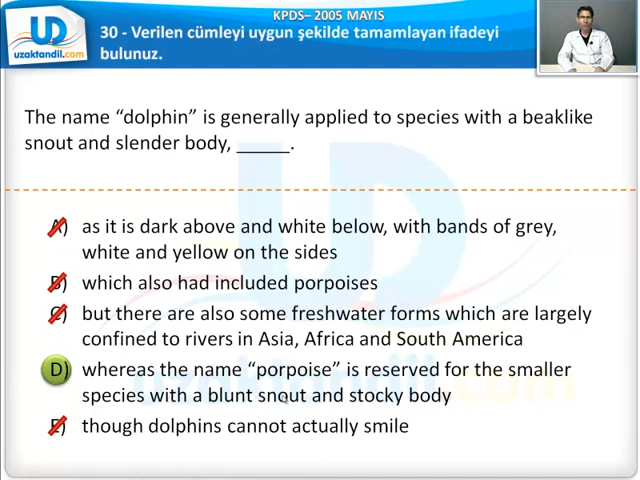 KPDS– 2005 MAYIS
30 - Verilen cümleyi uygun şekilde tamamlayan ifadeyi
bulunuz.
UD
uzaktandil.com
The name “dolphin” is generally applied to species with a beaklike
snout and slender body, _____.
A) as it is dark above and white below, with bands of grey,
white and yellow on the sides
B) which also had included porpoises
C) but there are also some freshwater forms which are largely
confined to rivers in Asia, Africa and South America
D) whereas the name “porpoise” is reserved for the smaller
species with a blunt snout and stocky body
E) though dolphins cannot actually smile
uzaktandil.com